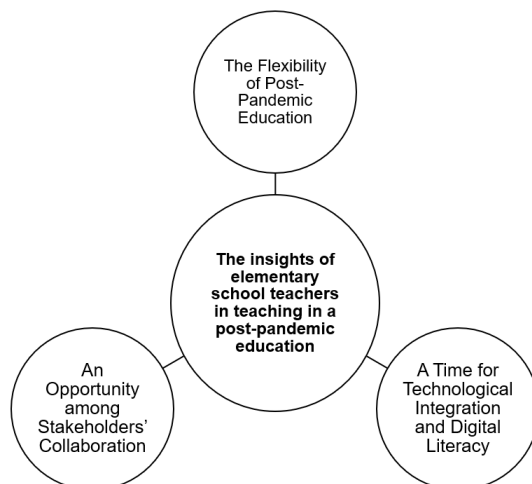 The Flexibility
of Post-
Pandemic
Education
The insights of
elementary
school teachers
in teaching in a
post-pandemic
education
An
Opportunity
among
Stakeholders’
Collaboration
A Time for
Technological
Integration
and Digital
Literacy